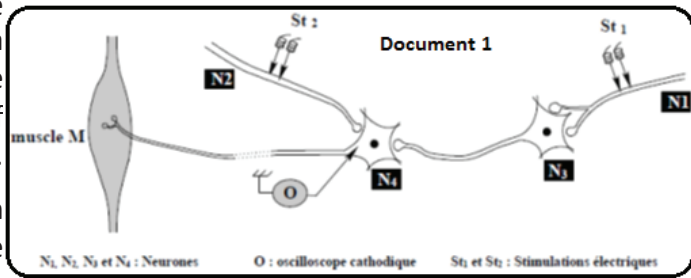 St 2
Document 1
St 1
N2
N1
muscle M
N4
N3
O
N1, N2, N3 et N4 : Neurones
O : oscilloscope cathodique
St1 et St2 : Stimulations électriques